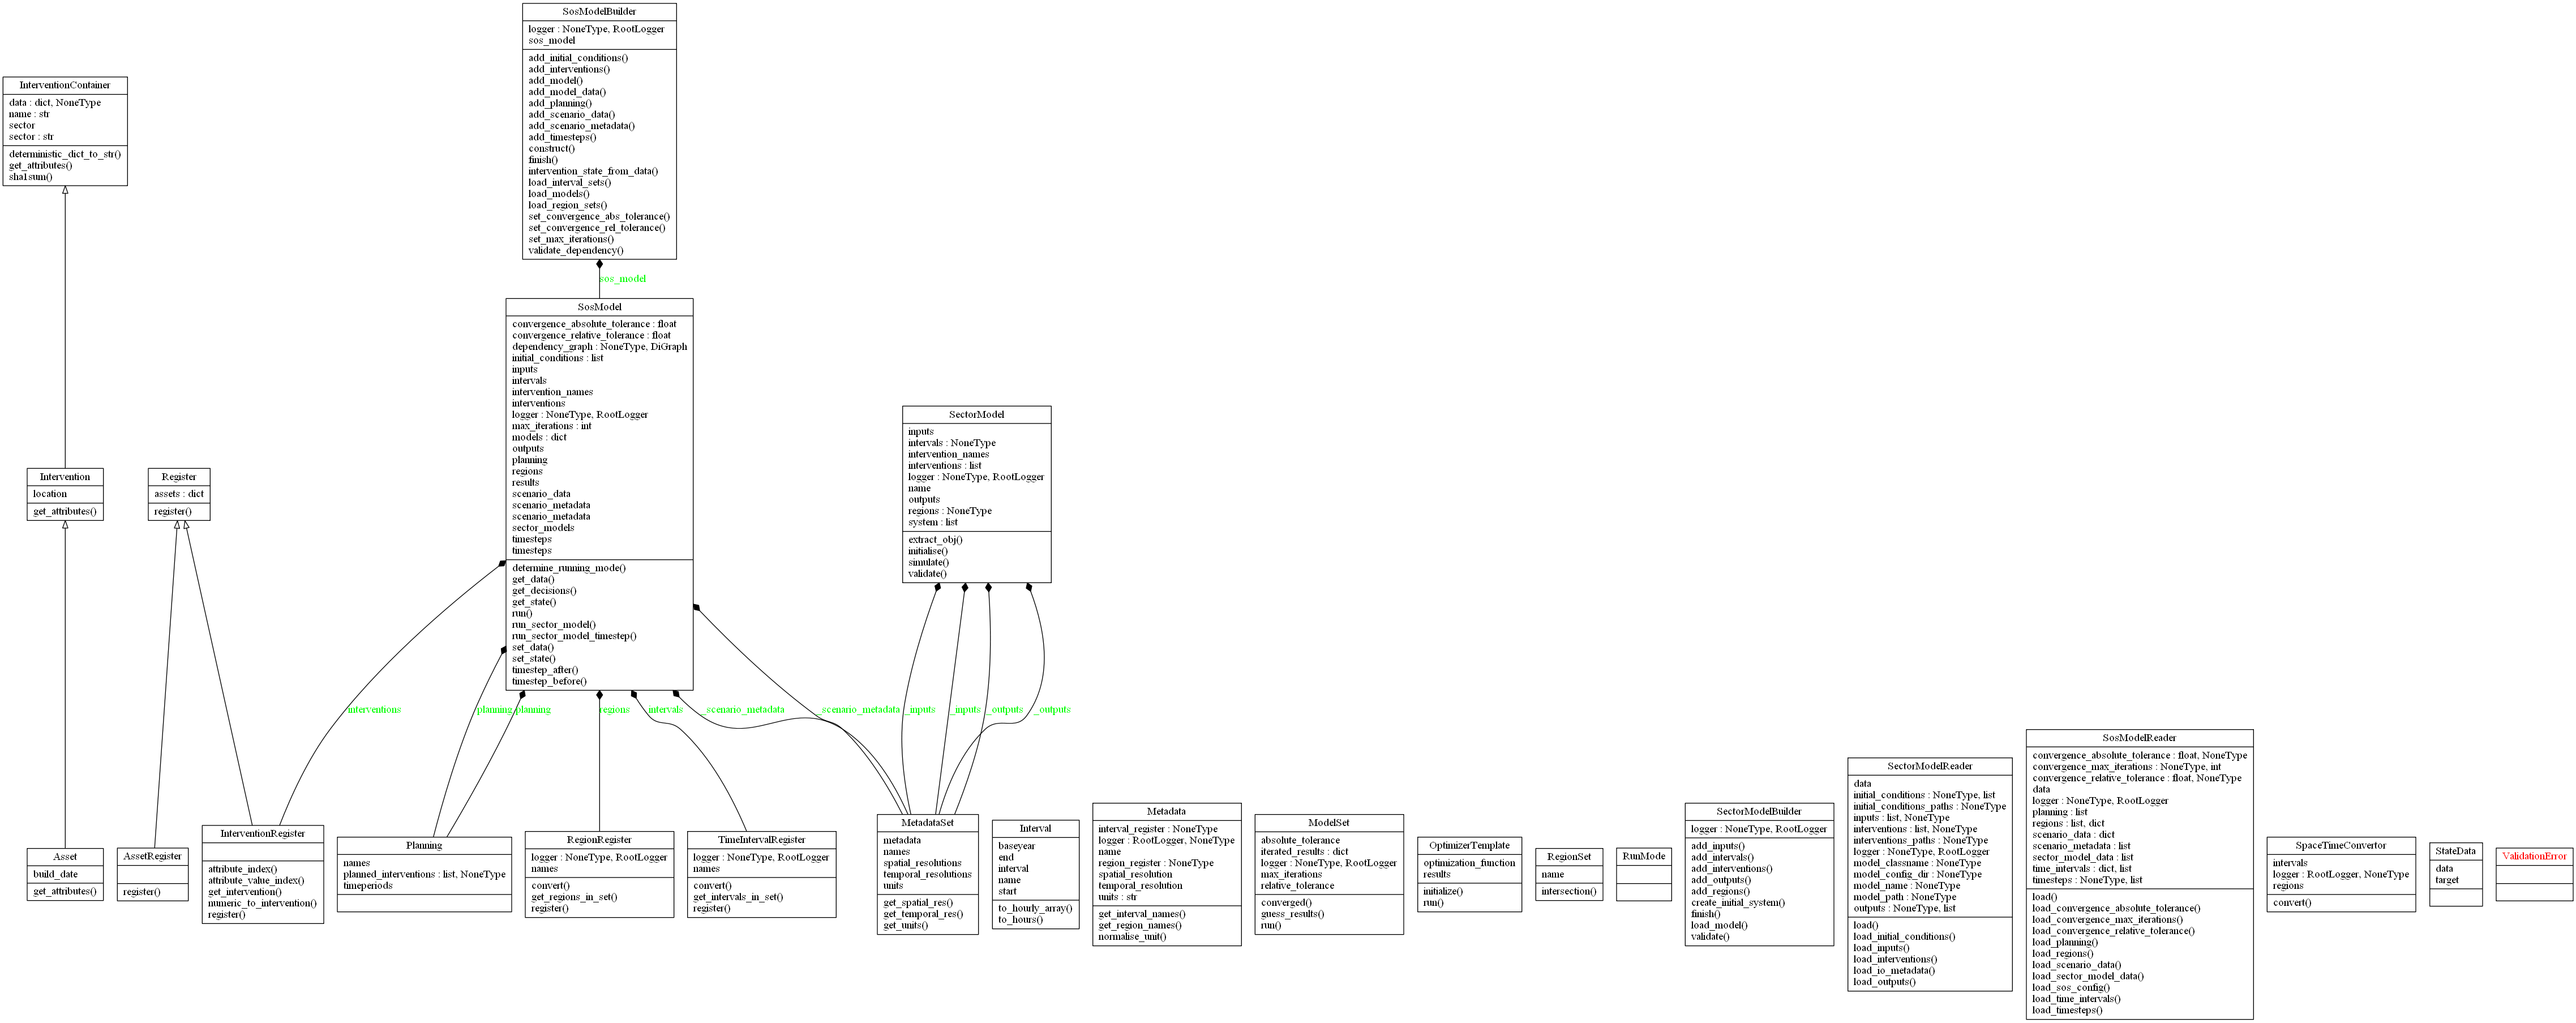 SosModelBuilder
logger : NoneType, RootLogger
sos_model
add_initial_conditions()
add_interventions()
add_model()
add_model_data()
add_planning()
add_scenario_data()
add_scenario_metadata()
add_timesteps()
construct()
finish()
intervention_state_from_data()
load_interval_sets()
load_models()
load_region_sets()
set_convergence_abs_tolerance()
set_convergence_rel_tolerance()
set_max_iterations()
validate_dependency()
InterventionContainer
data : dict, NoneType
name : str
sector
sector : str
deterministic_dict_to_str()
get_attributes()
sha1sum()
sos_model
SosModel
convergence_absolute_tolerance : float
convergence_relative_tolerance : float
dependency_graph : NoneType, DiGraph
initial_conditions : list
inputs
intervals
intervention_names
interventions
logger : NoneType, RootLogger
max_iterations : int
models : dict
outputs
planning
regions
results
scenario_data
scenario_metadata
scenario_metadata
sector_models
timesteps
timesteps
determine_running_mode()
get_data()
get_decisions()
get_state()
run()
run_sector_model()
run_sector_model_timestep()
set_data()
set_state()
timestep_after()
timestep_before()
SectorModel
inputs
intervals : NoneType
intervention_names
interventions : list
logger : NoneType, RootLogger
name
outputs
regions : NoneType
system : list
extract_obj()
initialise()
simulate()
validate()
Intervention
location
get_attributes()
Register
assets : dict
register()
interventions
planning
planning
regions
intervals
_scenario_metadata
_scenario_metadata
_inputs
_inputs
_outputs
_outputs
Asset
build_date
get_attributes()
AssetRegister
register()
InterventionRegister
attribute_index()
attribute_value_index()
get_intervention()
numeric_to_intervention()
register()
Planning
names
planned_interventions : list, NoneType
timeperiods
RegionRegister
logger : NoneType, RootLogger
names
convert()
get_regions_in_set()
register()
TimeIntervalRegister
logger : NoneType, RootLogger
names
convert()
get_intervals_in_set()
register()
MetadataSet
metadata
names
spatial_resolutions
temporal_resolutions
units
get_spatial_res()
get_temporal_res()
get_units()
Interval
baseyear
end
interval
name
start
to_hourly_array()
to_hours()
Metadata
interval_register : NoneType
logger : RootLogger, NoneType
name
region_register : NoneType
spatial_resolution
temporal_resolution
units : str
get_interval_names()
get_region_names()
normalise_unit()
ModelSet
absolute_tolerance
iterated_results : dict
logger : NoneType, RootLogger
max_iterations
relative_tolerance
converged()
guess_results()
run()
OptimizerTemplate
optimization_function
results
initialize()
run()
RegionSet
name
intersection()
RunMode
SectorModelBuilder
logger : NoneType, RootLogger
add_inputs()
add_intervals()
add_interventions()
add_outputs()
add_regions()
create_initial_system()
finish()
load_model()
validate()
SectorModelReader
data
initial_conditions : NoneType, list
initial_conditions_paths : NoneType
inputs : list, NoneType
interventions : list, NoneType
interventions_paths : NoneType
logger : NoneType, RootLogger
model_classname : NoneType
model_config_dir : NoneType
model_name : NoneType
model_path : NoneType
outputs : NoneType, list
load()
load_initial_conditions()
load_inputs()
load_interventions()
load_io_metadata()
load_outputs()
SosModelReader
convergence_absolute_tolerance : float, NoneType
convergence_max_iterations : NoneType, int
convergence_relative_tolerance : float, NoneType
data
logger : NoneType, RootLogger
planning : list
regions : list, dict
scenario_data : dict
scenario_metadata : list
sector_model_data : list
time_intervals : dict, list
timesteps : NoneType, list
load()
load_convergence_absolute_tolerance()
load_convergence_max_iterations()
load_convergence_relative_tolerance()
load_planning()
load_regions()
load_scenario_data()
load_sector_model_data()
load_sos_config()
load_time_intervals()
load_timesteps()
SpaceTimeConvertor
intervals
logger : RootLogger, NoneType
regions
convert()
StateData
data
target
ValidationError